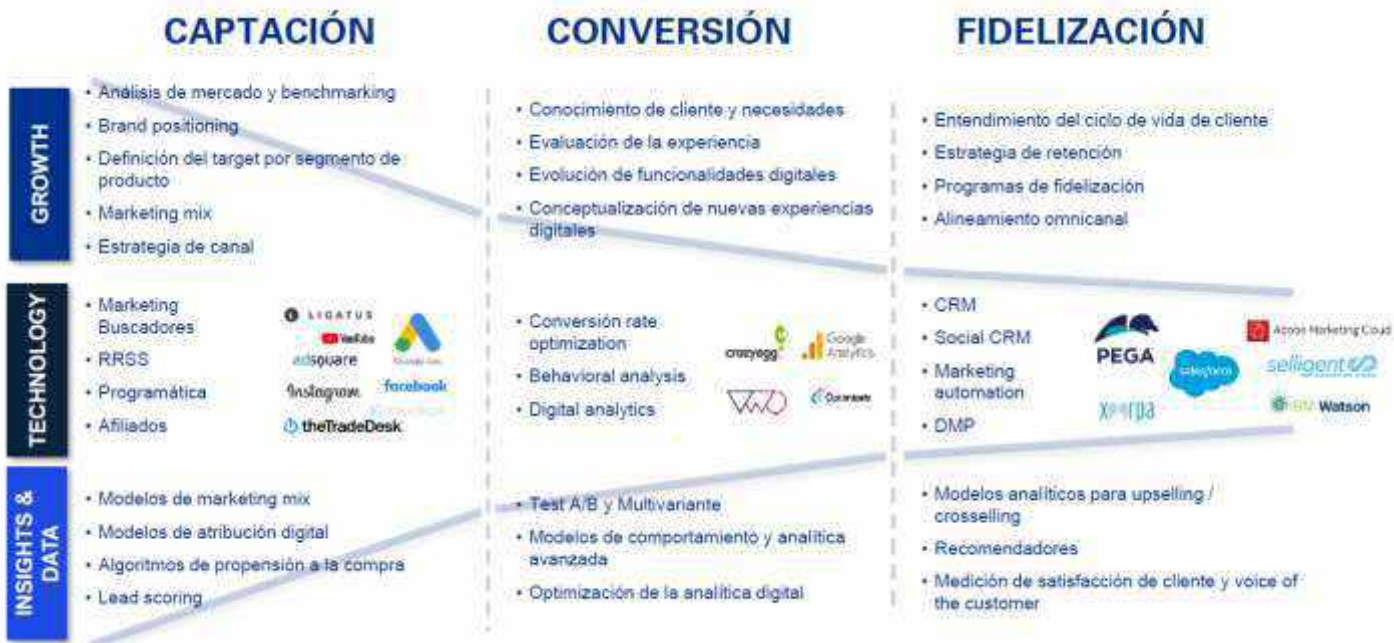 CAPTACIÓN
CONVERSIÓN
FIDELIZACIÓN
GROWTH
• Análisis de mercado y benchmarking
• Brand positioning
• Definición del target por segmento de
producto
• Marketing mix
• Estrategia de canal
• Conocimiento de cliente y necesidades
• Evaluación de la experiencia
• Evolución de funcionalidades digitales
• Conceptualización de nuevas experiencias
digitales
• Entendimiento del ciclo de vida de cliente
• Estrategia de retención
• Programas de fidelización
• Alineamiento omnicanal
TECHNOLOGY
• Marketing
Buscadores
• RRSS
• Programática
• Afiliados
LIGATUS
YouTube
adsquare
Instagram
facebook
theTradeDesk
• Conversión rate
optimization
• Behavioral analysis
• Digital analytics
crazyegg
Google
Analytics
VWO
• CRM
• Social CRM
• Marketing
automation
• DMP
PEGA
salesforce
Adobe Marketing Cloud
selligent
IBM Watson
INSIGHTS &
DATA
• Modelos de marketing mix
• Modelos de atribución digital
• Algoritmos de propensión a la compra
• Lead scoring
• Test A/B y Multivariante
• Modelos de comportamiento y analítica
avanzada
• Optimización de la analítica digital
• Modelos analíticos para upselling /
crosselling
• Recomendadores
• Medición de satisfacción de cliente y voice of
the customer